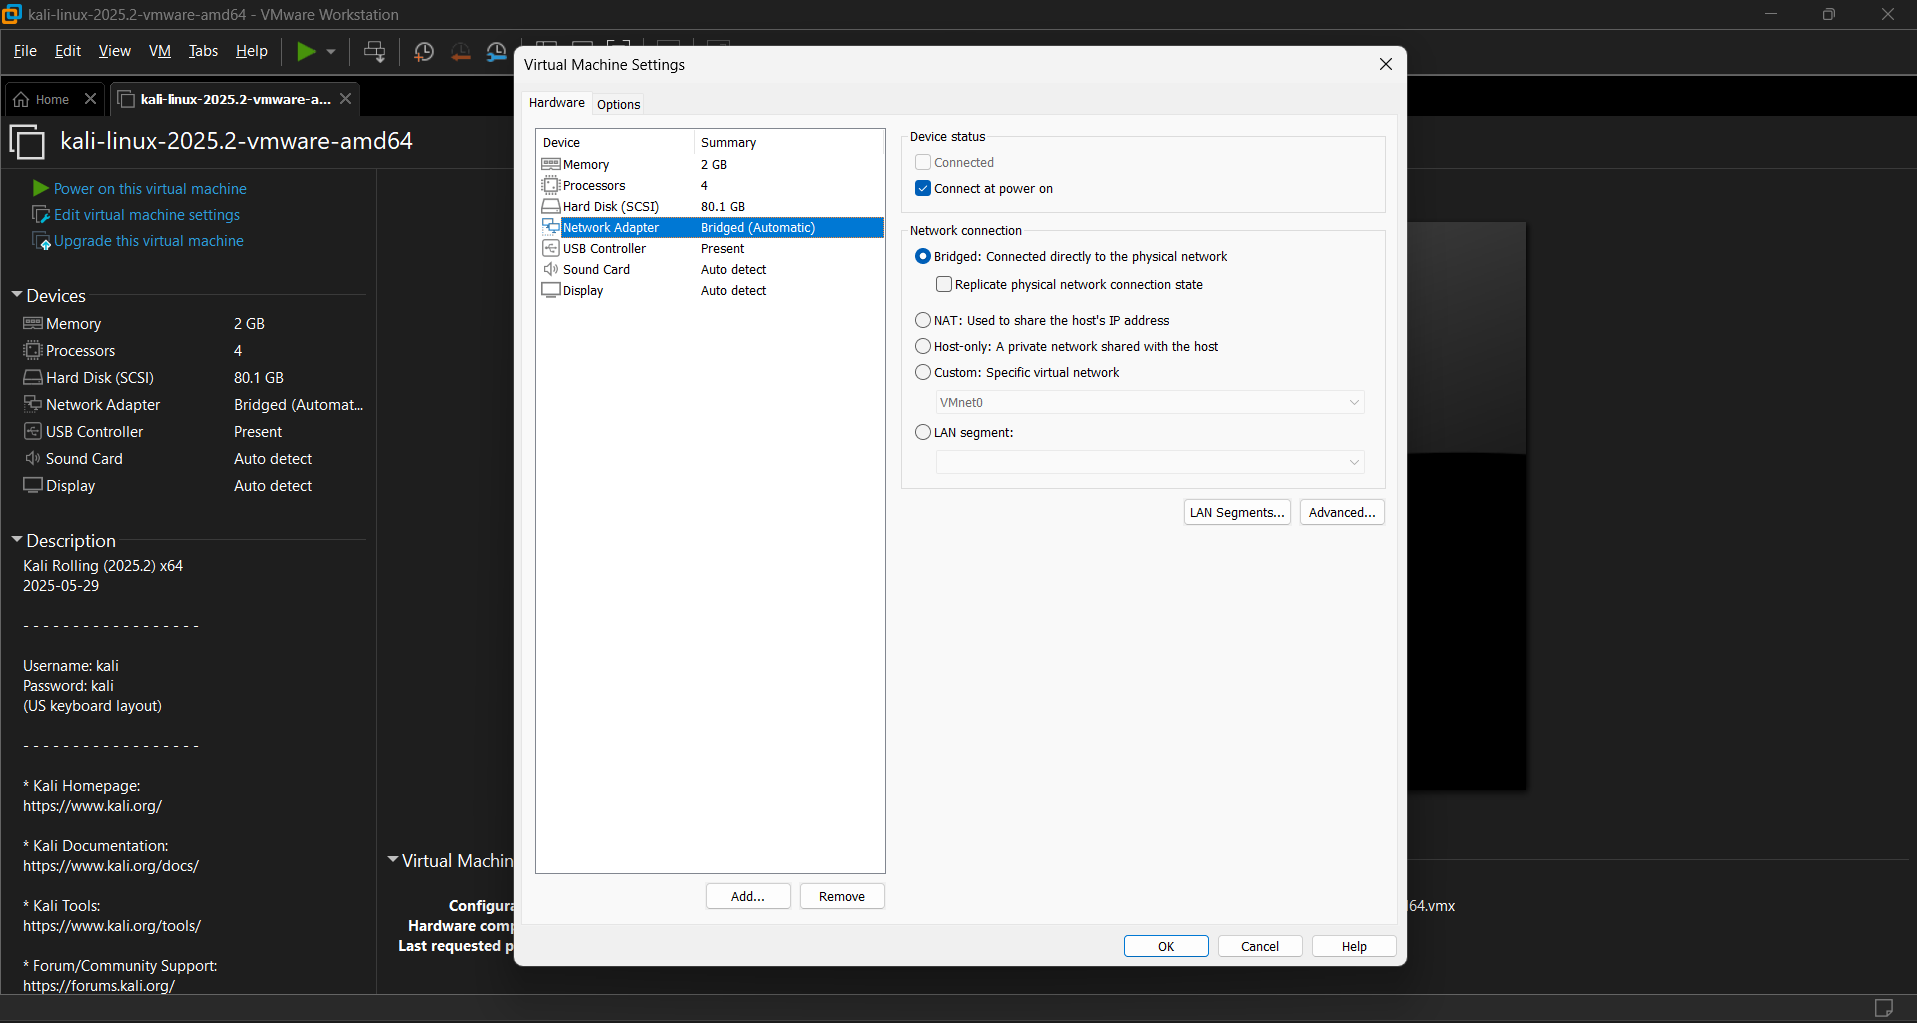 kali-linux-2025.2-vmware-amd64 - VMware Workstation
File Edit View VM Tabs Help
Home
kali-linux-2025.2-vmware-a...
kali-linux-2025.2-vmware-amd64
Power on this virtual machine
Edit virtual machine settings
Upgrade this virtual machine
Devices
Memory 2 GB
Processors 4
Hard Disk (SCSI) 80.1 GB
Network Adapter Bridged (Automat...
USB Controller Present
Sound Card Auto detect
Display Auto detect
Description
Kali Rolling (2025.2) x64
2025-05-29
- - - - - - - - - - - - - - - - - -
Username: kali
Password: kali
(US keyboard layout)
- - - - - - - - - - - - - - - - - -
* Kali Homepage:
https://www.kali.org/
* Kali Documentation:
https://www.kali.org/docs/
* Kali Tools:
https://www.kali.org/tools/
* Forum/Community Support:
https://forums.kali.org/
Virtual Machin
Configura
64.vmx
Hardware comp
Last requested p
Virtual Machine Settings
Hardware Options
Device Summary
Memory 2 GB
Processors 4
Hard Disk (SCSI) 80.1 GB
Network Adapter Bridged (Automatic)
USB Controller Present
Sound Card Auto detect
Display Auto detect
Add... Remove
Device status
Connected
Connect at power on
Network connection
Bridged: Connected directly to the physical network
Replicate physical network connection state
NAT: Used to share the host's IP address
Host-only: A private network shared with the host
Custom: Specific virtual network
VMnet0
LAN segment:
LAN Segments... Advanced...
OK Cancel Help